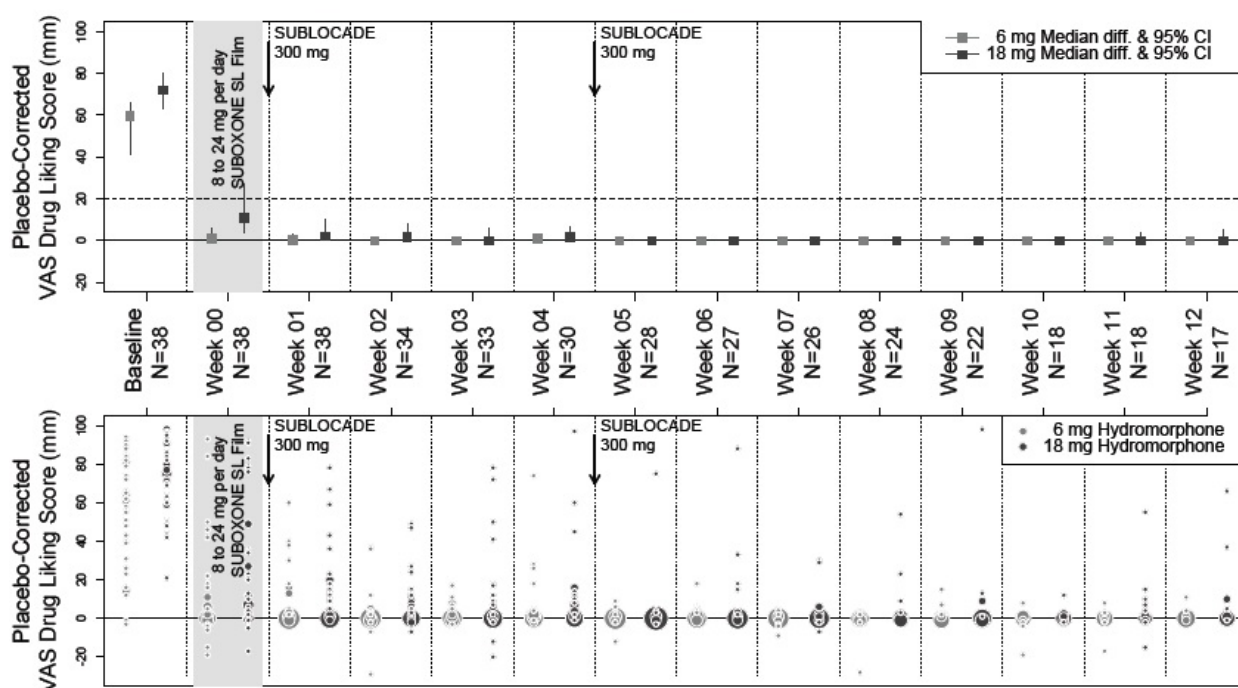 Placebo-Corrected
VAS Drug Liking Score (mm)
100
80
60
40
20
0
-20
8 to 24 mg per day
SUBOXONE SL Film
SUBLOCADE
300 mg
SUBLOCADE
300 mg
6 mg Median diff. & 95% CI
18 mg Median diff. & 95% CI
Baseline
N=38
Week 00
N=38
Week 01
N=38
Week 02
N=34
Week 03
N=33
Week 04
N=30
Week 05
N=28
Week 06
N=27
Week 07
N=26
Week 08
N=24
Week 09
N=22
Week 10
N=18
Week 11
N=18
Week 12
N=17
Placebo-Corrected
VAS Drug Liking Score (mm)
100
80
60
40
20
0
-20
8 to 24 mg per day
SUBOXONE SL Film
SUBLOCADE
300 mg
SUBLOCADE
300 mg
6 mg Hydromorphone
18 mg Hydromorphone